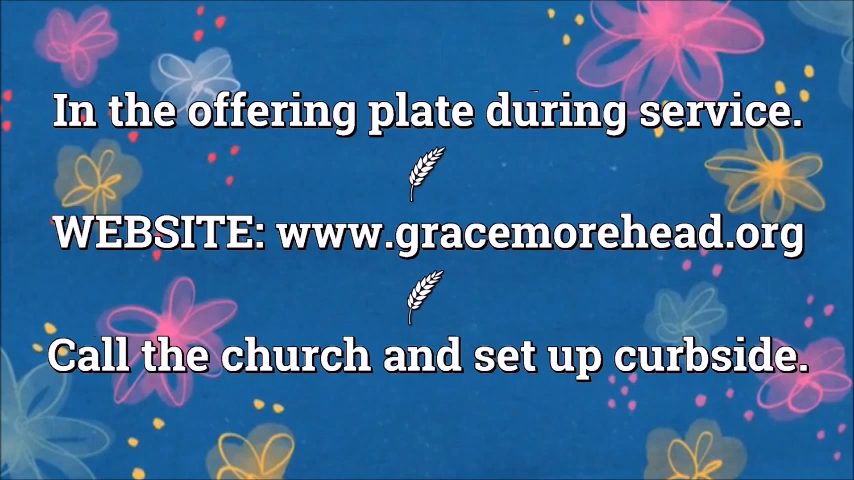 In the offering plate during service.
WEBSITE: www.gracemorehead.org
Call the church and set up curbside.